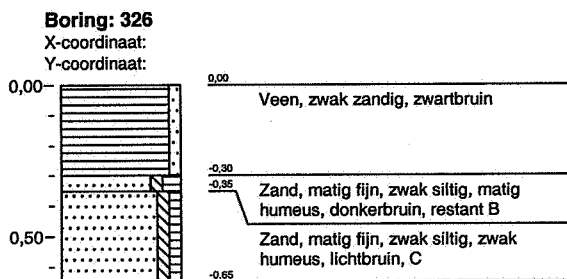 Boring: 326
X-coordinaat:
Y-coordinaat:
0,00
0,00
Veen, zwak zandig, zwartbruin
-0,30
-0,35
Zand, matig fijn, zwak siltig, matig
humeus, donkerbruin, restant B
0,50
Zand, matig fijn, zwak siltig, zwak
humeus, lichtbruin, C
-0,65